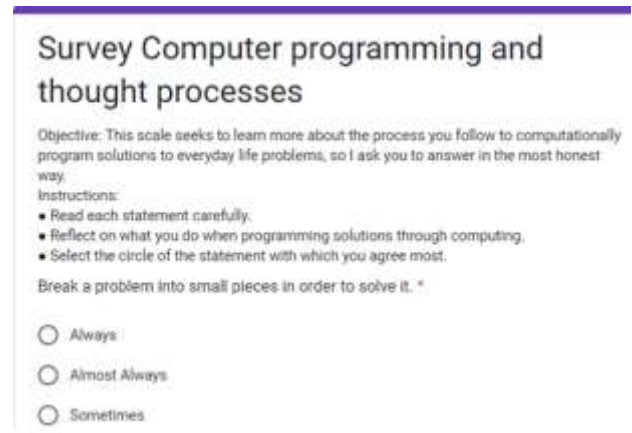 Survey Computer programming and
thought processes
Objective: This scale seeks to learn more about the process you follow to computationally
program solutions to everyday life problems, so I ask you to answer in the most honest
way.
Instructions:
● Read each statement carefully.
● Reflect on what you do when programming solutions through computing.
● Select the circle of the statement with which you agree most.
Break a problem into small pieces in order to solve it. *
Always
Almost Always
Sometimes